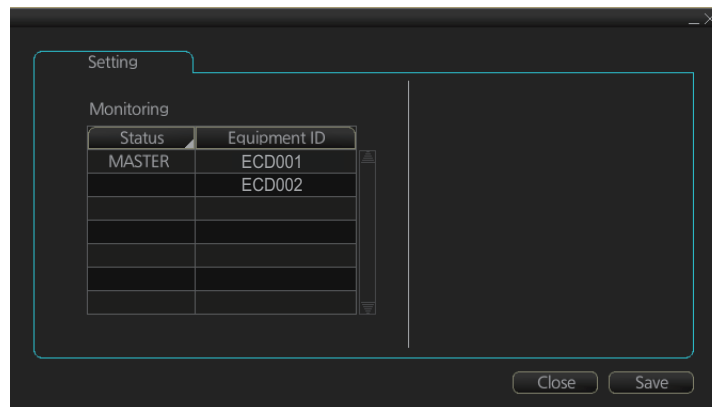 Setting
Monitoring
Status Equipment ID
MASTER ECD001
ECD002
Close Save